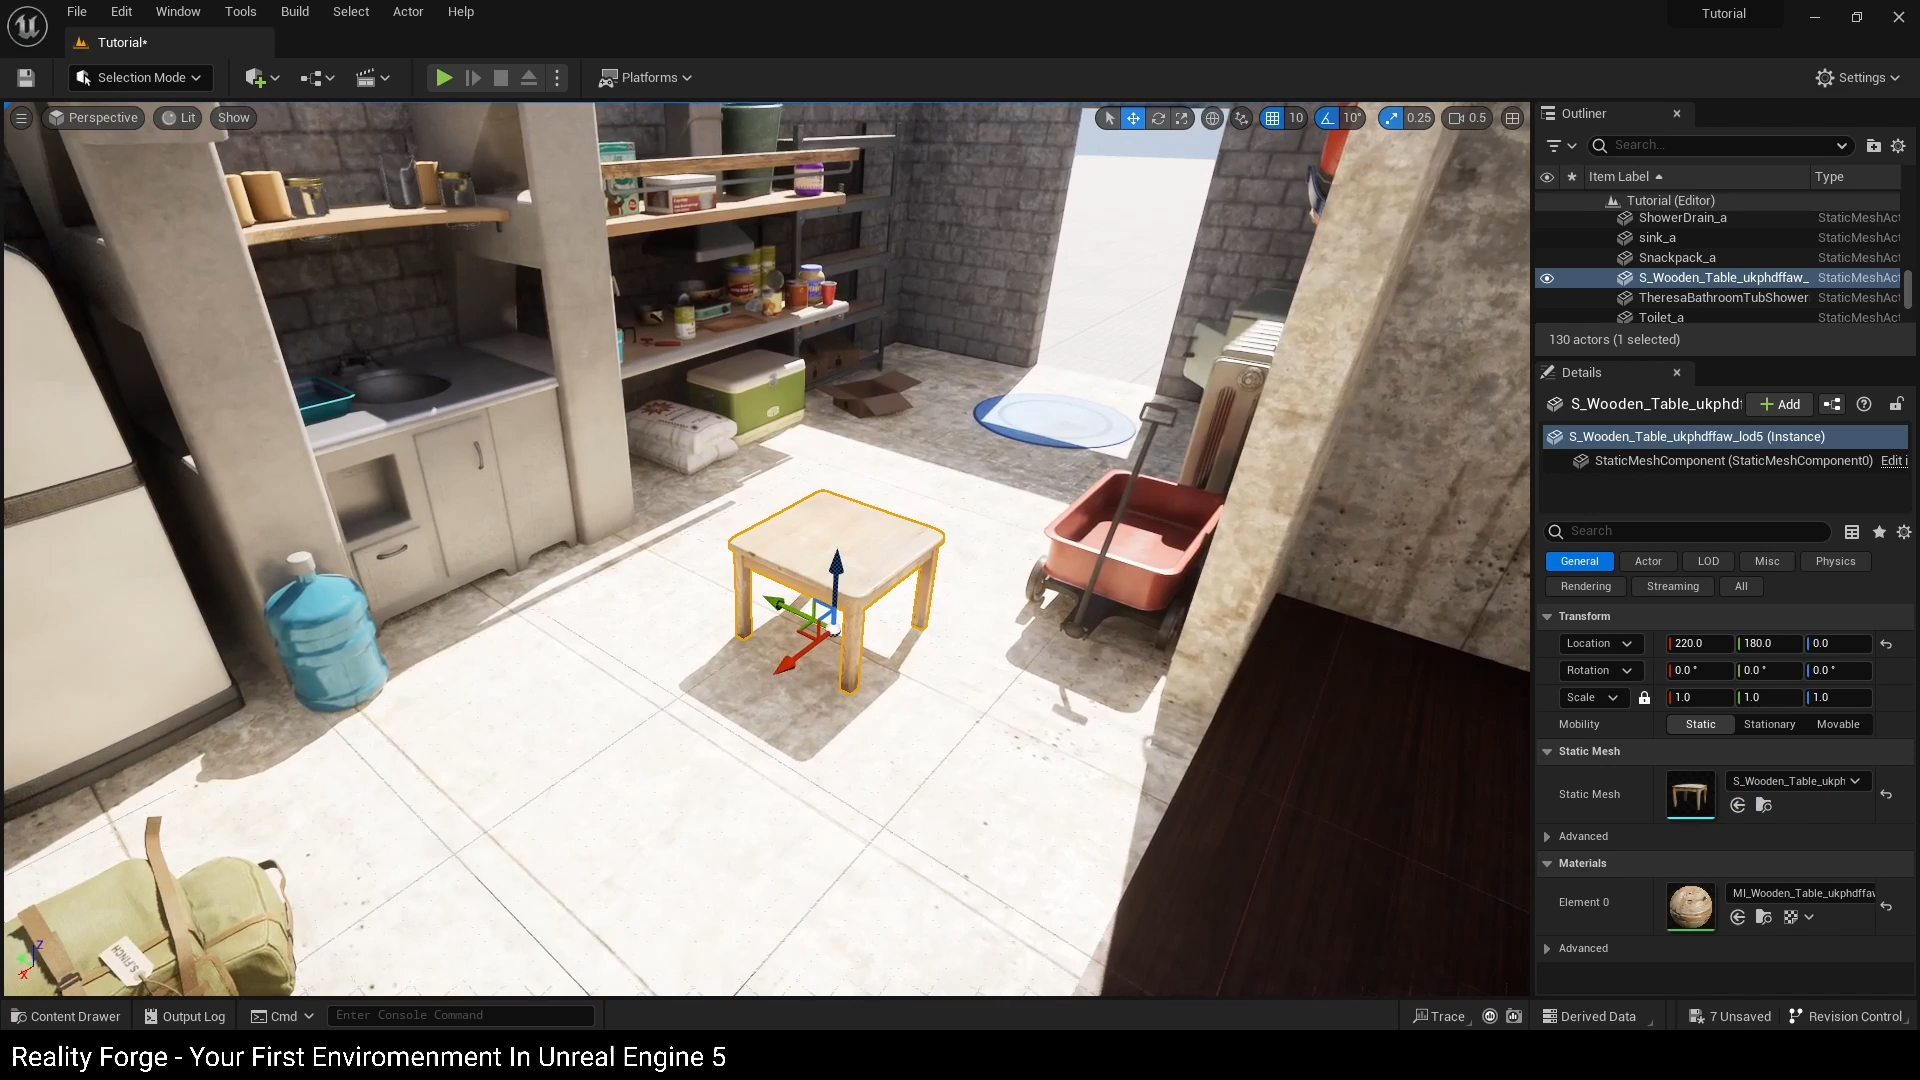 File Edit Window Tools Build Select Actor Help
Tutorial
Tutorial*
Selection Mode
Platforms
Settings
Perspective
Lit
Show
10
10°
0.25
0.5
Outliner
Search...
Item Label
Type
Tutorial (Editor)
ShowerDrain_a StaticMeshAct
sink_a StaticMeshAct
Snackpack_a StaticMeshAct
S_Wooden_Table_ukphdffaw_ StaticMeshAct
TheresaBathroomTubShower StaticMeshAct
Toilet_a StaticMeshAct
130 actors (1 selected)
Details
S_Wooden_Table_ukphdf
Add
S_Wooden_Table_ukphdffaw_lod5 (Instance)
StaticMeshComponent (StaticMeshComponent0) Edit i
Search
General Actor LOD Misc Physics
Rendering Streaming All
Transform
Location 220.0 180.0 0.0
Rotation 0.0° 0.0° 0.0°
Scale 1.0 1.0 1.0
Mobility Static Stationary Movable
Static Mesh
Static Mesh S_Wooden_Table_ukph
Advanced
Materials
Element 0 MI_Wooden_Table_ukphdffaw
Advanced
S.FINCH
Content Drawer Output Log Cmd Enter Console Command Trace Derived Data 7 Unsaved Revision Control
Reality Forge - Your First Enviromenment In Unreal Engine 5